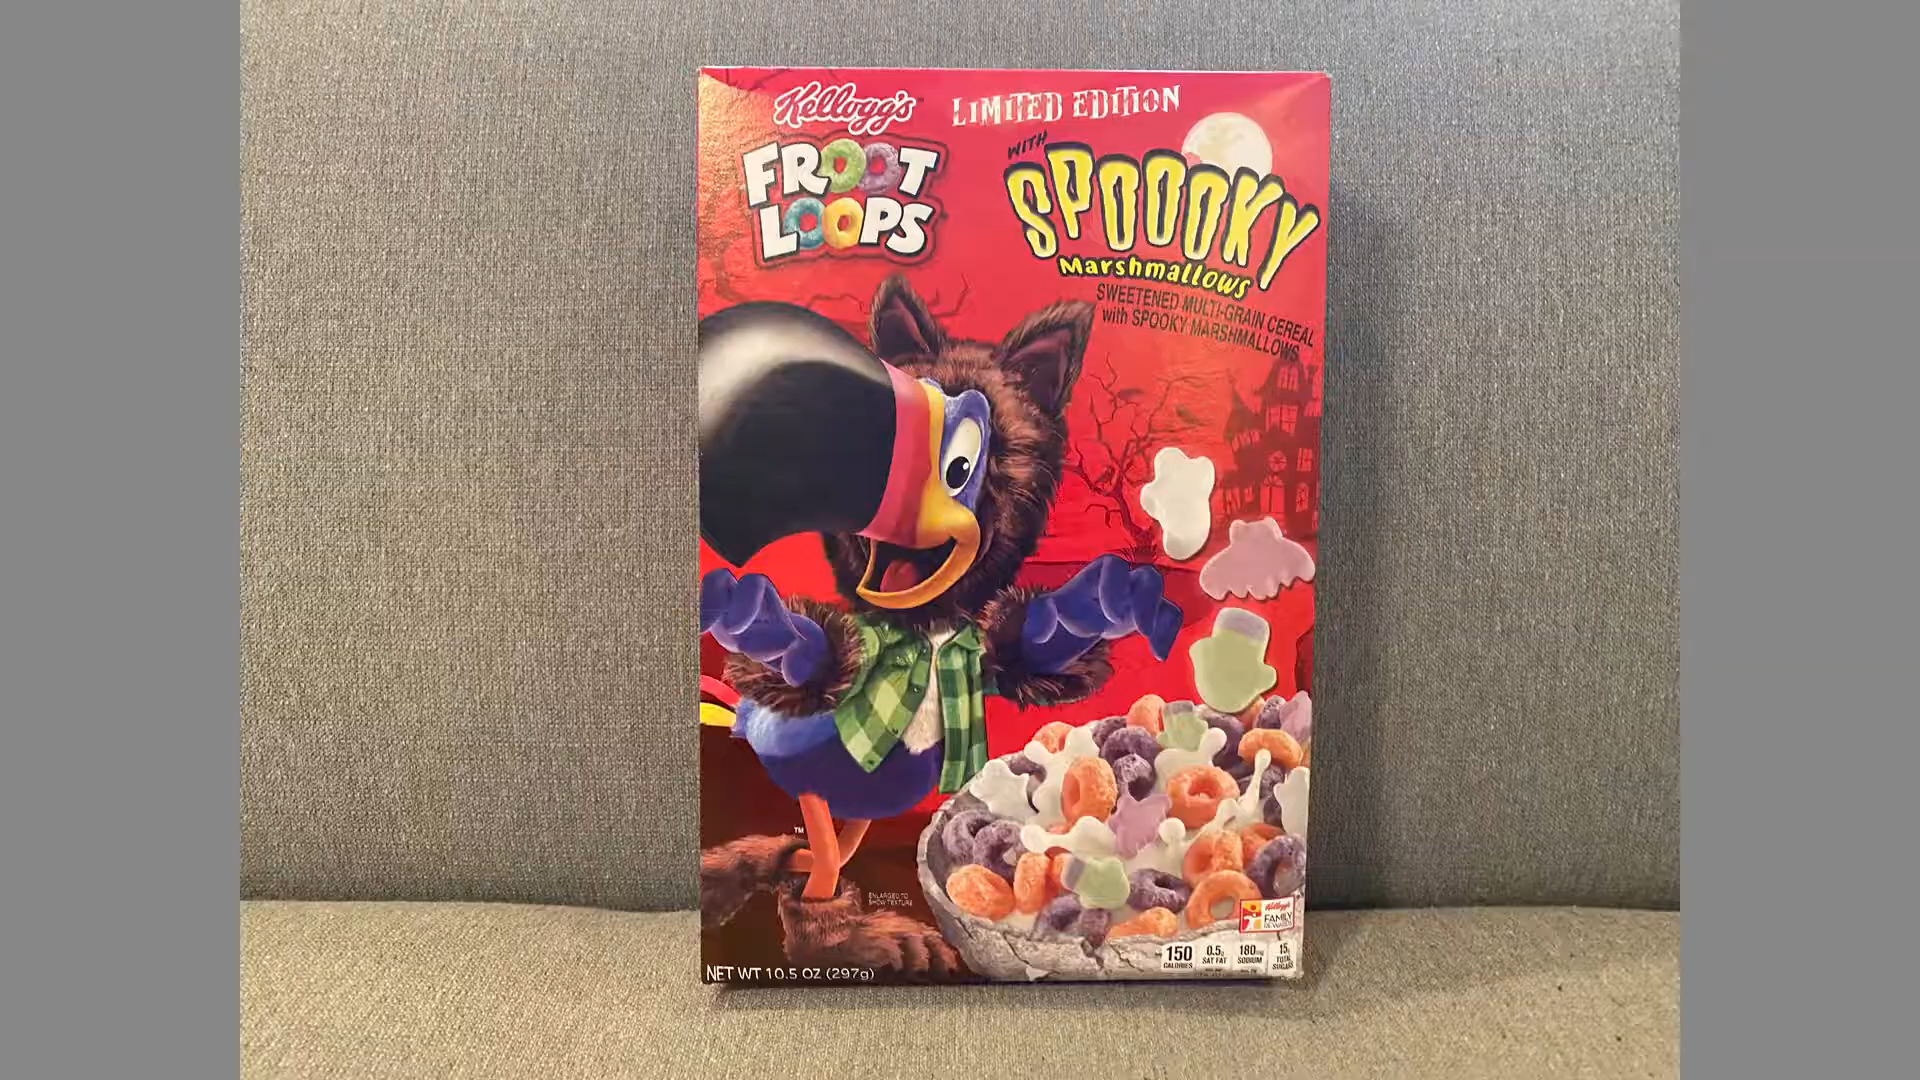 Kellogg's
FROOT
LOOPS
LIMITED EDITION
WITH
SPOOOKY
Marshmallows
SWEETENED MULTI-GRAIN CEREAL
with SPOOKY MARSHMALLOWS
TM
ENLARGED TO
SHOW TEXTURE
Kellogg's
FAMILY
REWARDS
150
CALORIES
0.5g
SAT FAT
180mg
SODIUM
15g
TOTAL
SUGARS
NET WT 10.5 OZ (297g)